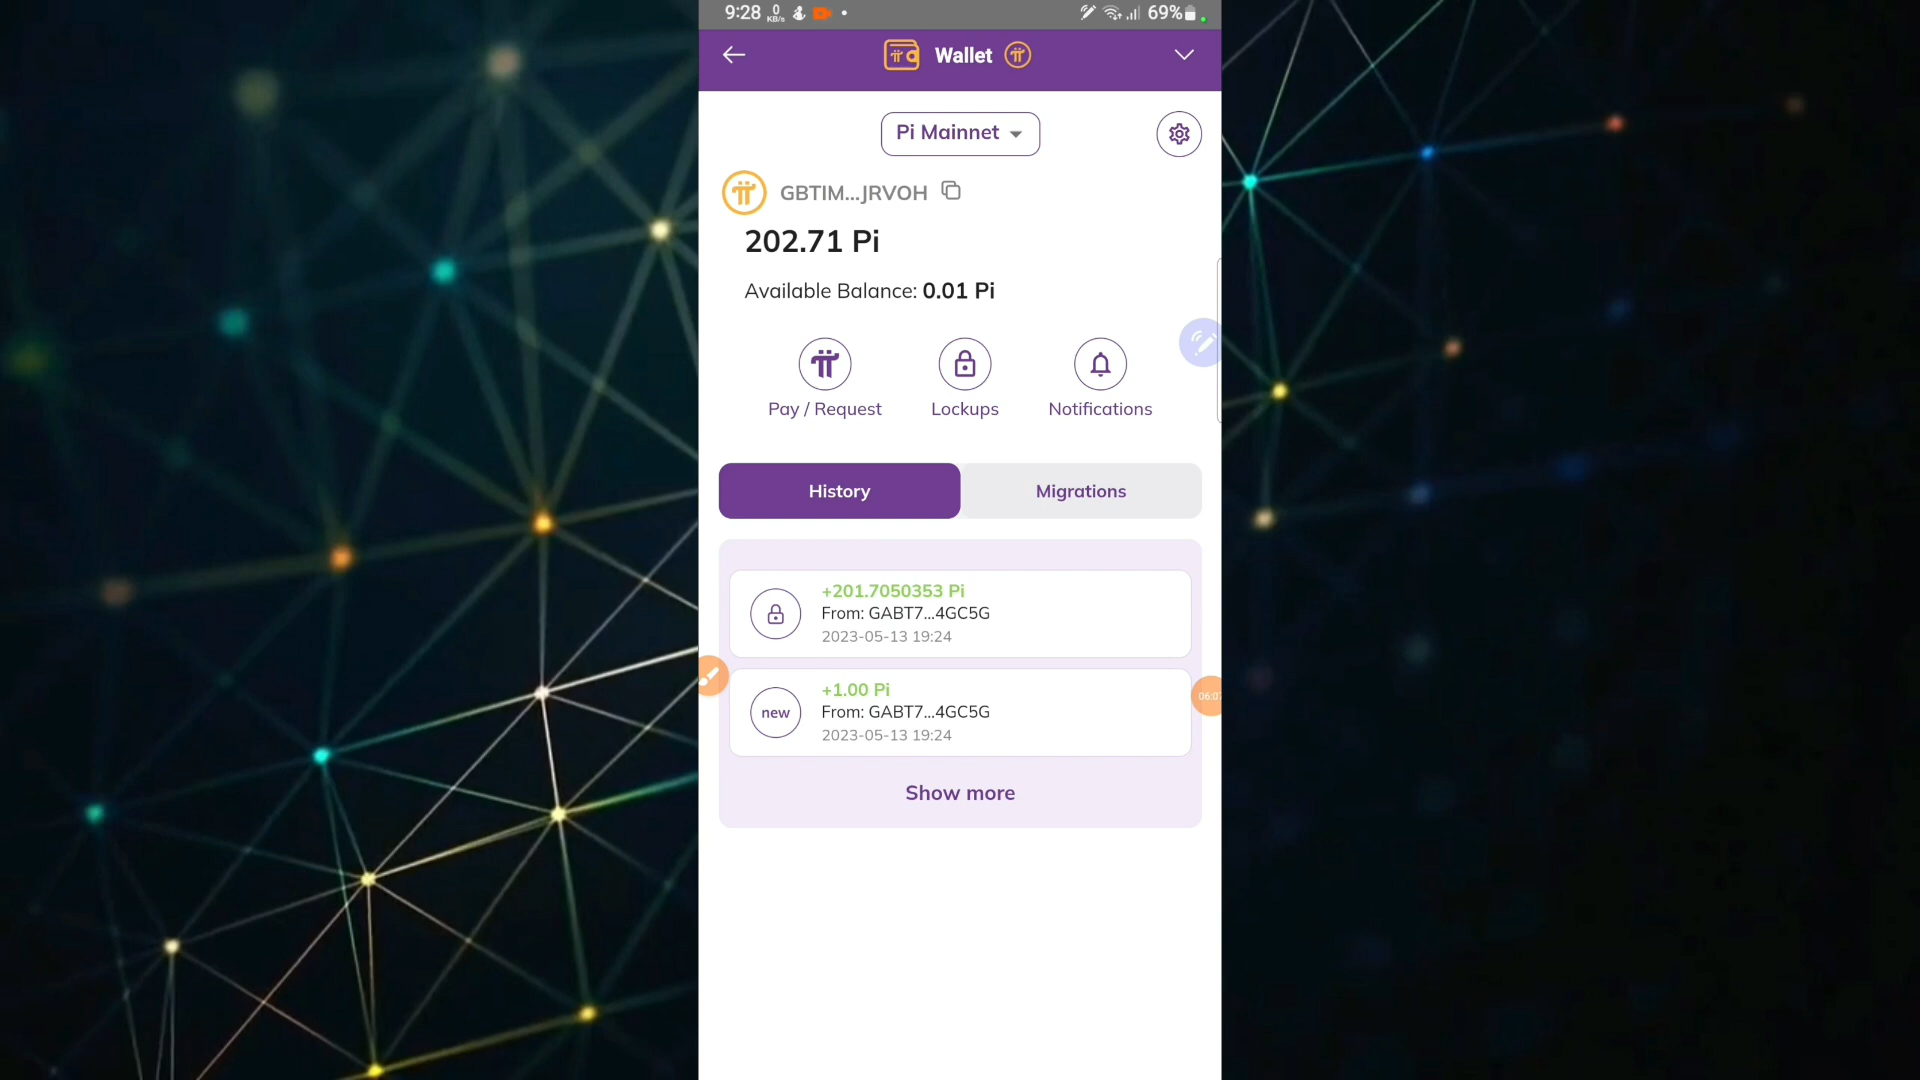 9:28 0 KB/s 69%
Wallet
Pi Mainnet
GBTIM...JRVOH
202.71 Pi
Available Balance: 0.01 Pi
Pay / Request Lockups Notifications
History Migrations
+201.7050353 Pi
From: GABT7...4GC5G
2023-05-13 19:24
new
+1.00 Pi
From: GABT7...4GC5G
2023-05-13 19:24
Show more